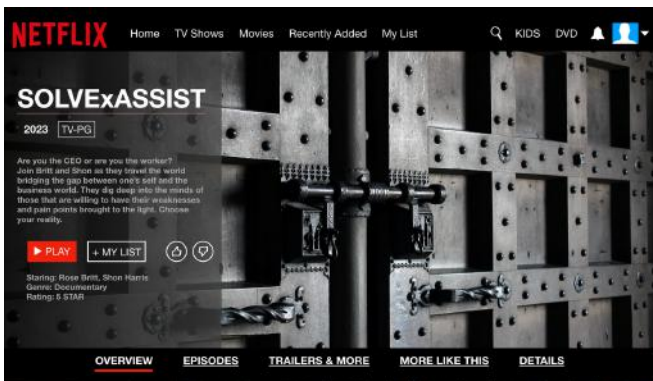 NETFLIX Home TV Shows Movies Recently Added My List KIDS DVD
SOLVExASSIST
2023 TV-PG
Are you the CEO or are you the worker?
Join Britt and Shon as they travel the world
bridging the gap between one's self and the
business world. They dig deep into the minds of
those that are willing to have their weaknesses
and pain points brought to the light. Choose
your reality.
PLAY + MY LIST
Staring: Rose Britt, Shon Harris
Genre: Documentary
Rating: 5 STAR
OVERVIEW EPISODES TRAILERS & MORE MORE LIKE THIS DETAILS